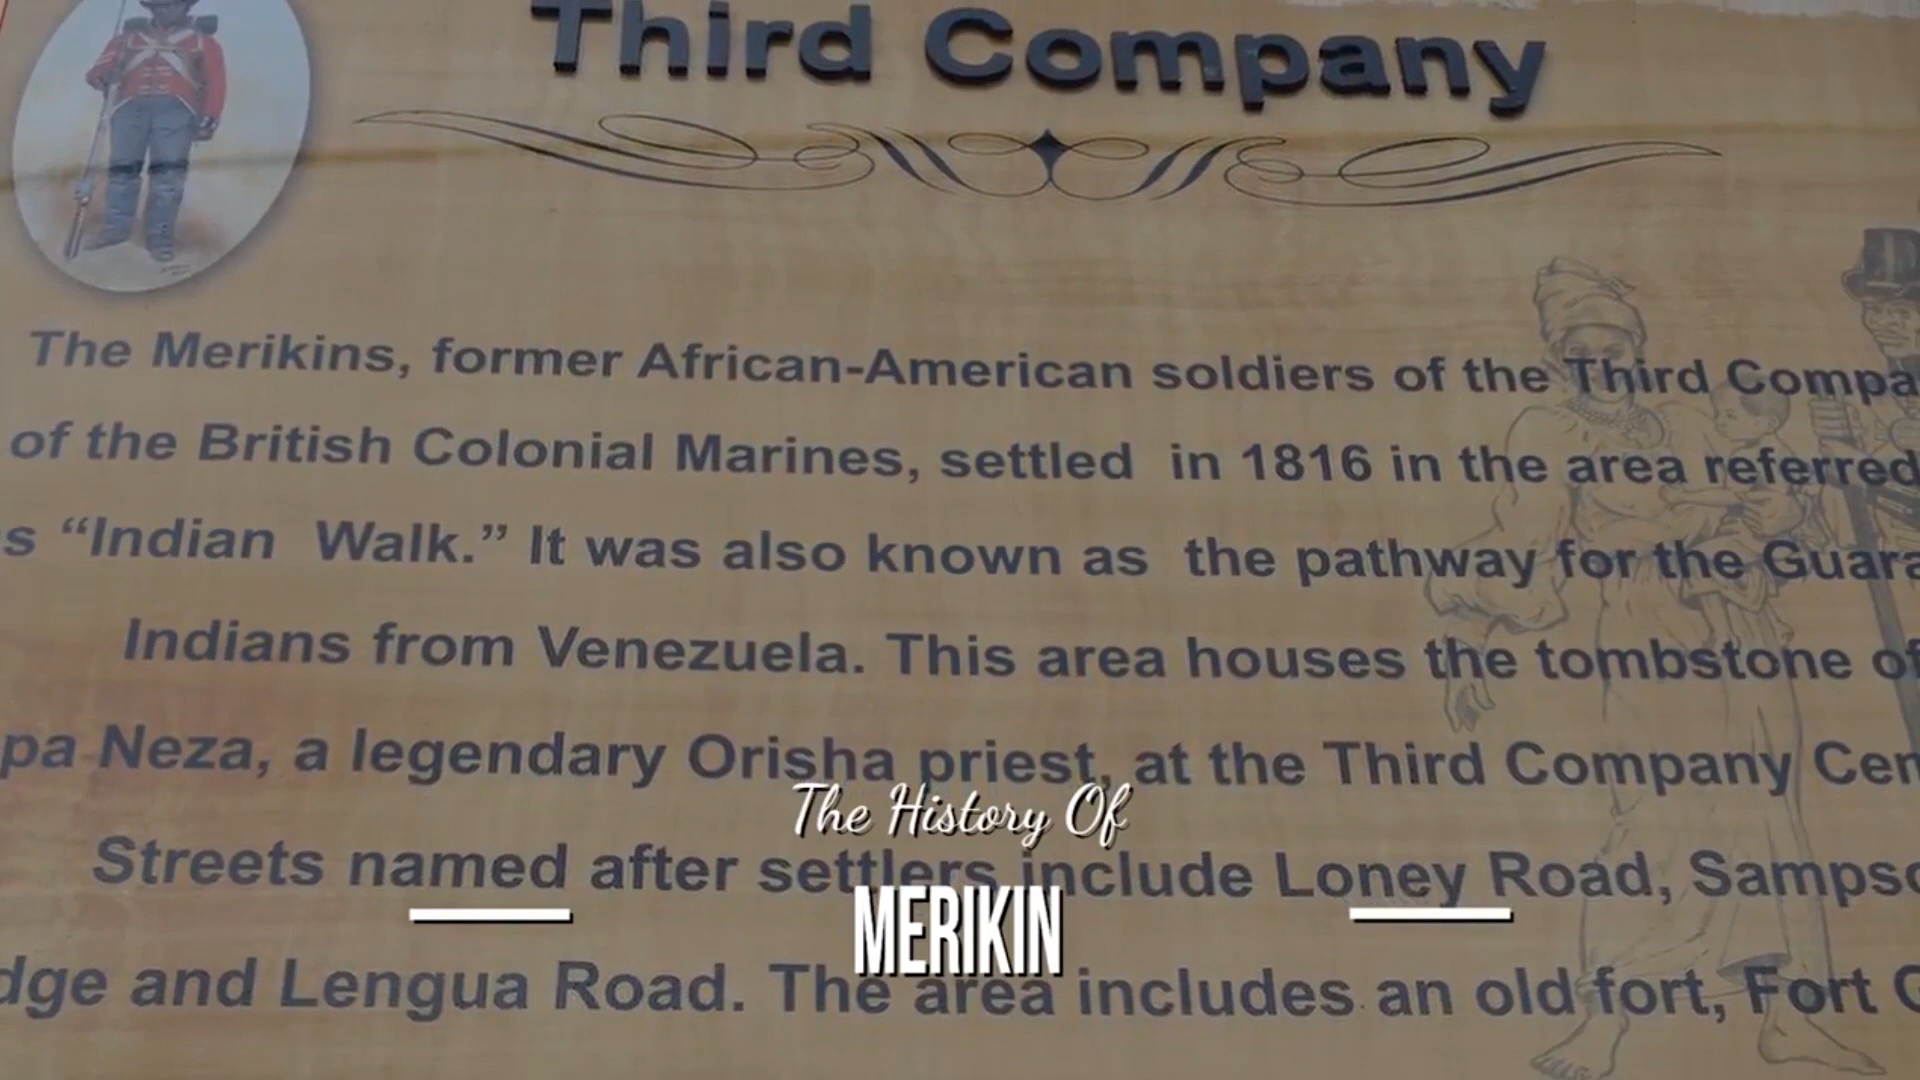 Third Company
The Merikins, former African-American soldiers of the Third Compa
of the British Colonial Marines, settled in 1816 in the area referred
s “Indian Walk.” It was also known as the pathway for the Guara
Indians from Venezuela. This area houses the tombstone of
pa Neza, a legendary Orisha priest, at the Third Company Cem
The History Of
Streets named after settlers include Loney Road, Sampso
MERIKIN
dge and Lengua Road. The area includes an old fort, Fort